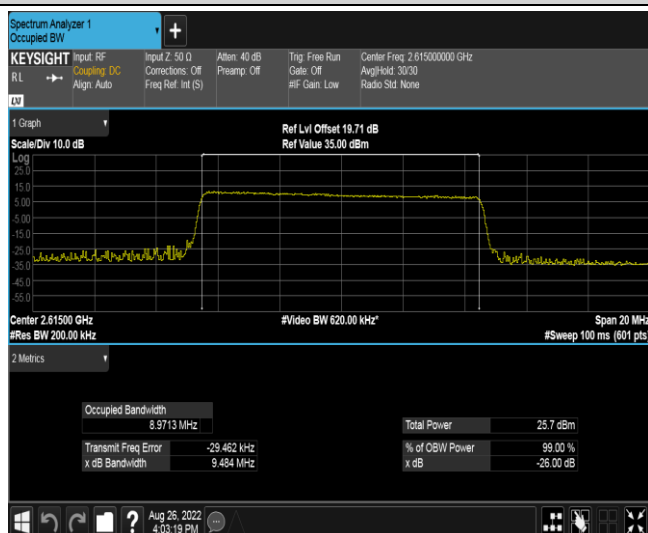 Spectrum Analyzer 1
Occupied BW
KEYSIGHT
R L
LXI
Input: RF
Coupling: DC
Align: Auto
Input Z: 50 Ω
Corrections: Off
Freq Ref: Int (S)
Atten: 40 dB
Preamp: Off
Trig: Free Run
Gate: Off
#IF Gain: Low
Center Freq: 2.615000000 GHz
Avg|Hold: 30/30
Radio Std: None
1 Graph
Scale/Div 10.0 dB
Ref Lvl Offset 19.71 dB
Ref Value 35.00 dBm
Log
25.0
15.0
5.00
-5.00
-15.0
-25.0
-35.0
-45.0
-55.0
Center 2.61500 GHz
#Res BW 200.00 kHz
#Video BW 620.00 kHz*
Span 20 MHz
#Sweep 100 ms (601 pts)
2 Metrics
Occupied Bandwidth
8.9713 MHz
Transmit Freq Error -29.462 kHz
x dB Bandwidth 9.484 MHz
Total Power 25.7 dBm
% of OBW Power 99.00 %
x dB -26.00 dB
Aug 26, 2022
4:03:19 PM